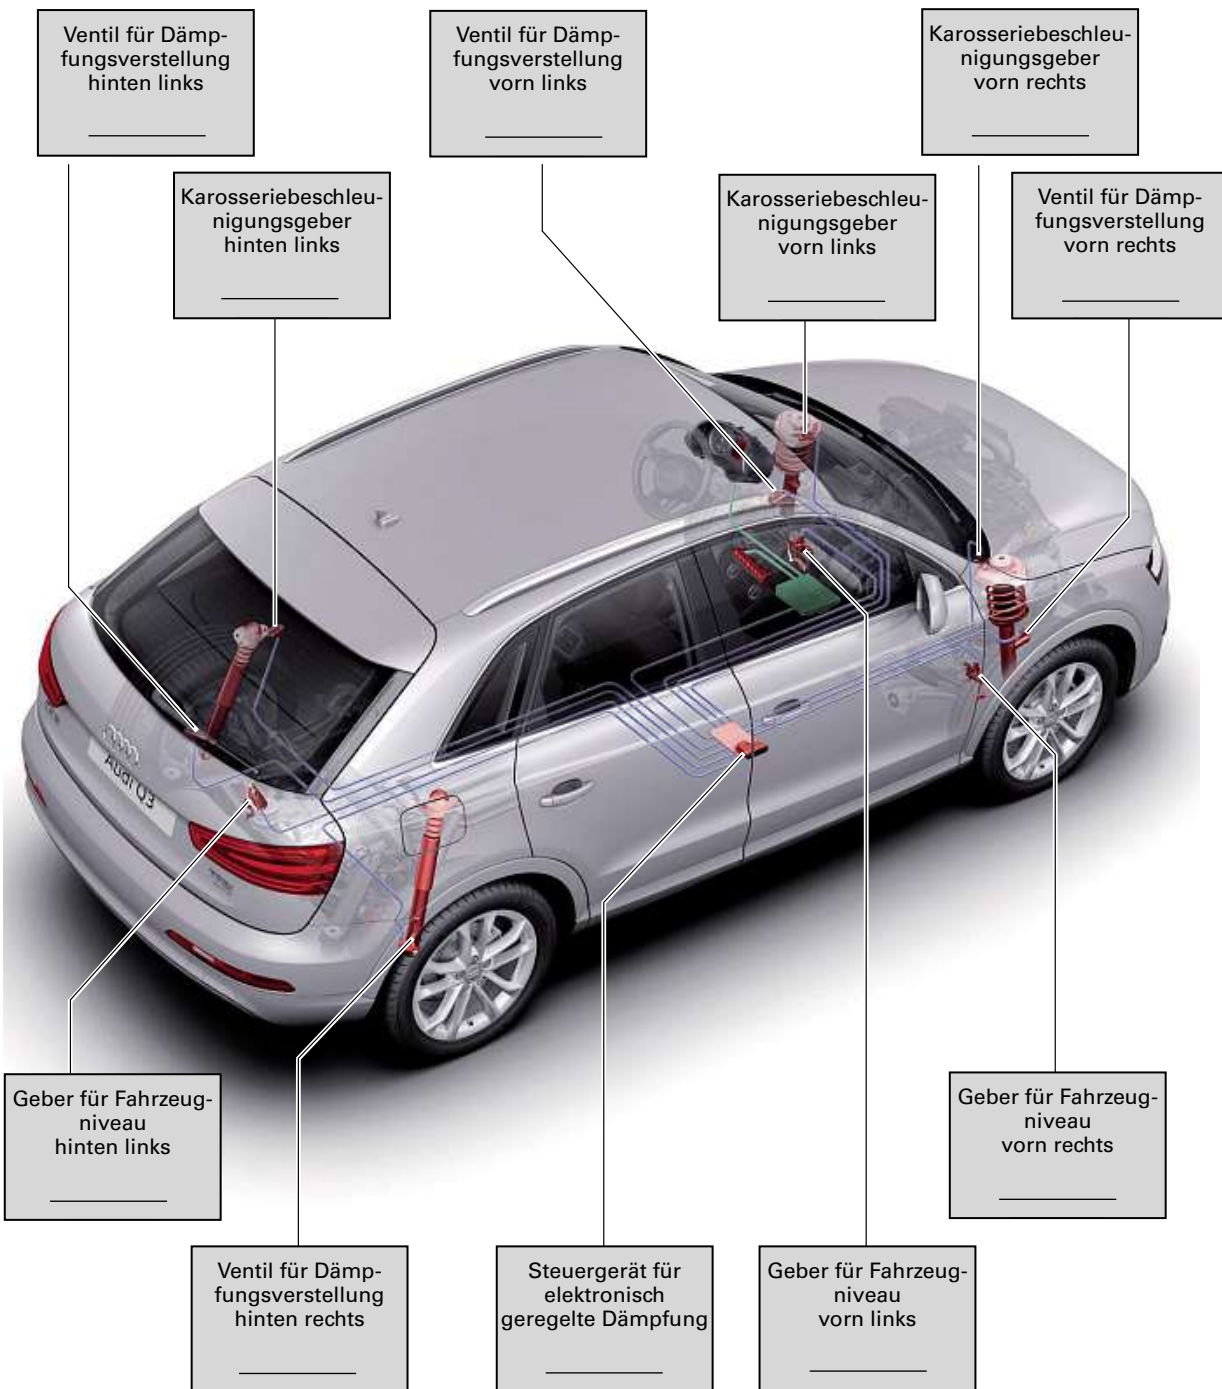 Ventil für Dämp-
fungsverstellung
hinten links
Ventil für Dämp-
fungsverstellung
vorn links
Karosseriebeschleu-
nigungsgeber
vorn rechts
Karosseriebeschleu-
nigungsgeber
hinten links
Karosseriebeschleu-
nigungsgeber
vorn links
Ventil für Dämp-
fungsverstellung
vorn rechts
Audi Q3
Geber für Fahrzeug-
niveau
hinten links
Geber für Fahrzeug-
niveau
vorn rechts
Ventil für Dämp-
fungsverstellung
hinten rechts
Steuergerät für
elektronisch
geregelte Dämpfung
Geber für Fahrzeug-
niveau
vorn links